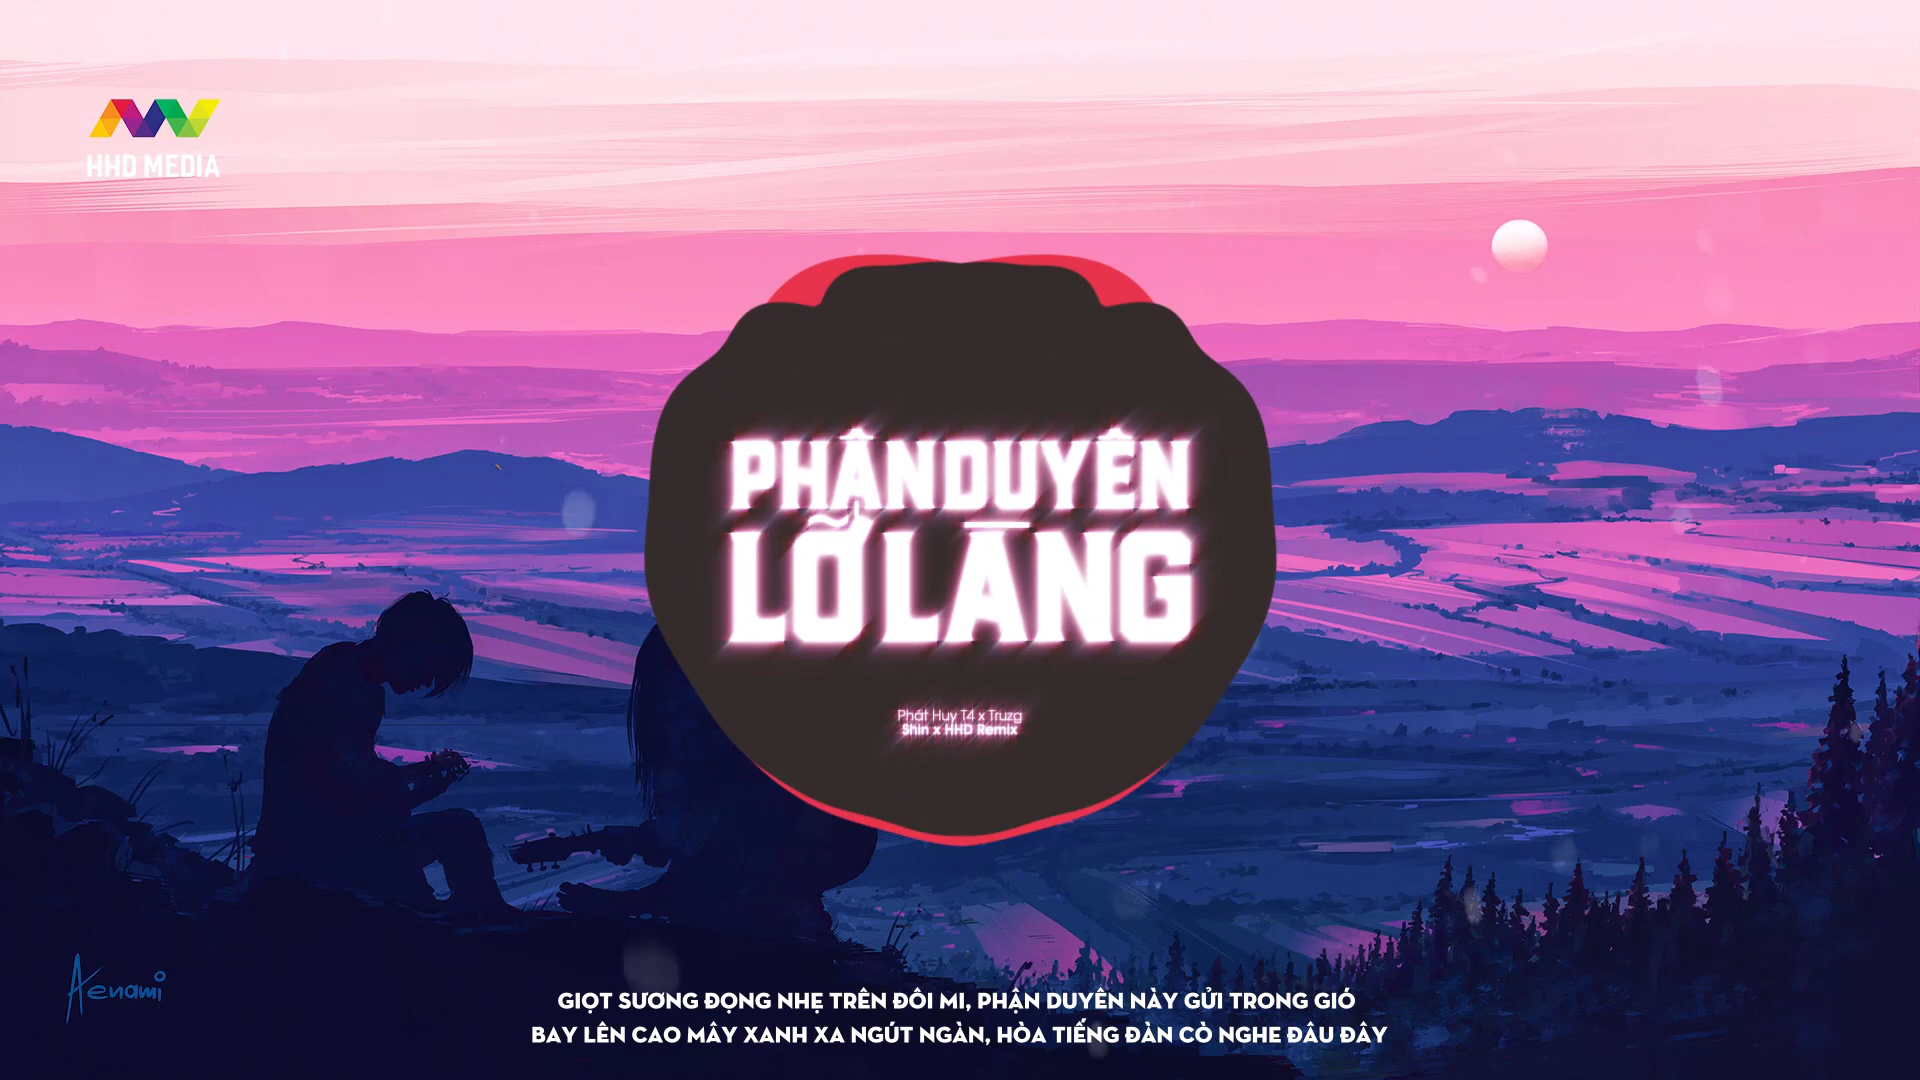 HHD MEDIA
PHẬN DUYÊN
LỠ LÀNG
Phát Huy T4 x Truzg
Shin x HHD Remix
Aenami
GIỌT SƯƠNG ĐỌNG NHẸ TRÊN ĐÔI MI, PHẬN DUYÊN NÀY GỬI TRONG GIÓ
BAY LÊN CAO MÂY XANH XA NGÚT NGÀN, HÒA TIẾNG ĐÀN CÒ NGHE ĐÂU ĐÂY